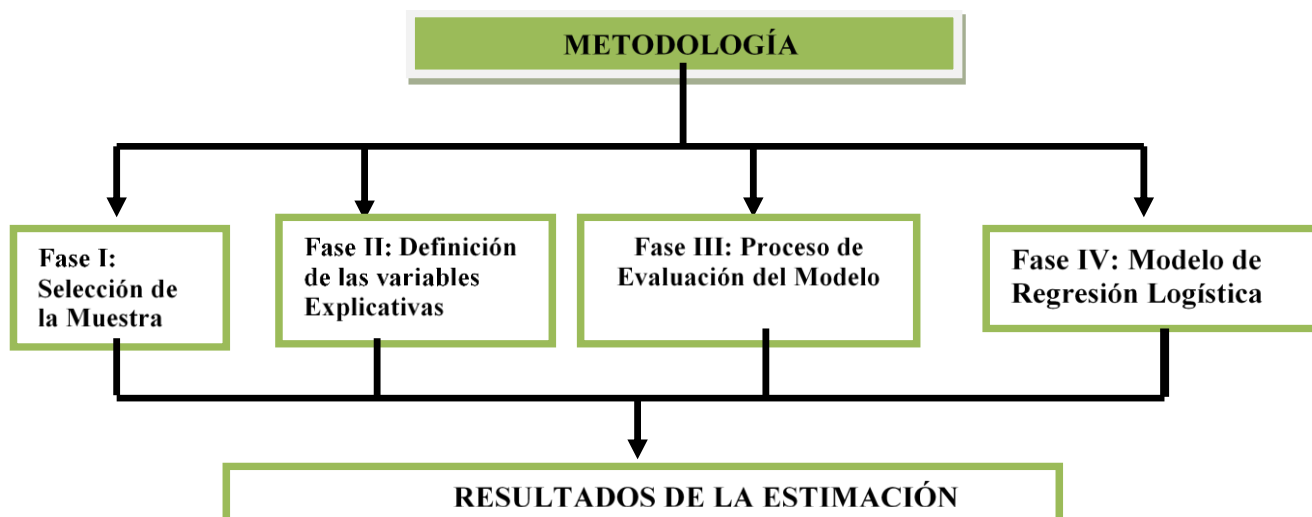 METODOLOGÍA
Fase I:
Selección de
la Muestra
Fase II: Definición
de las variables
Explicativas
Fase III: Proceso de
Evaluación del Modelo
Fase IV: Modelo de
Regresión Logística
RESULTADOS DE LA ESTIMACIÓN